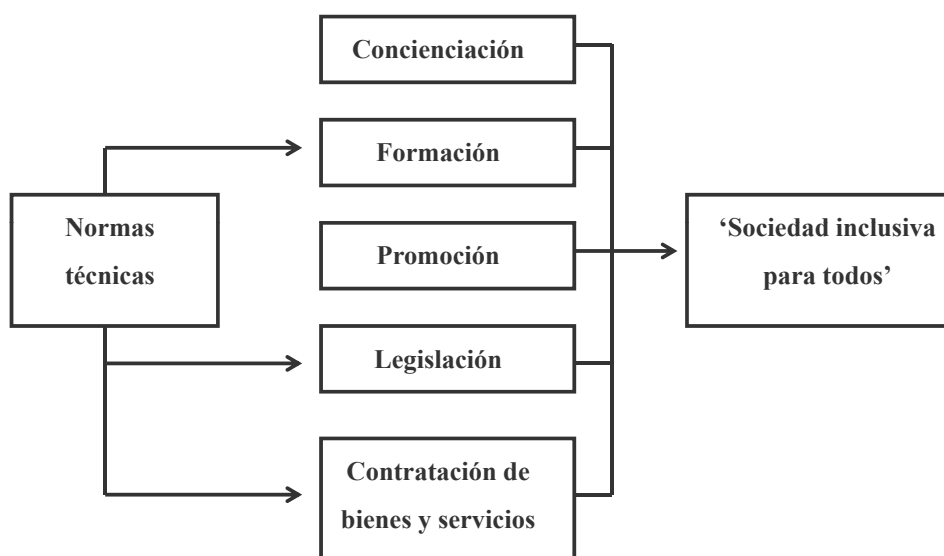 Concienciación
Formación
Normas
técnicas
Promoción
‘Sociedad inclusiva
para todos’
Legislación
Contratación de
bienes y servicios